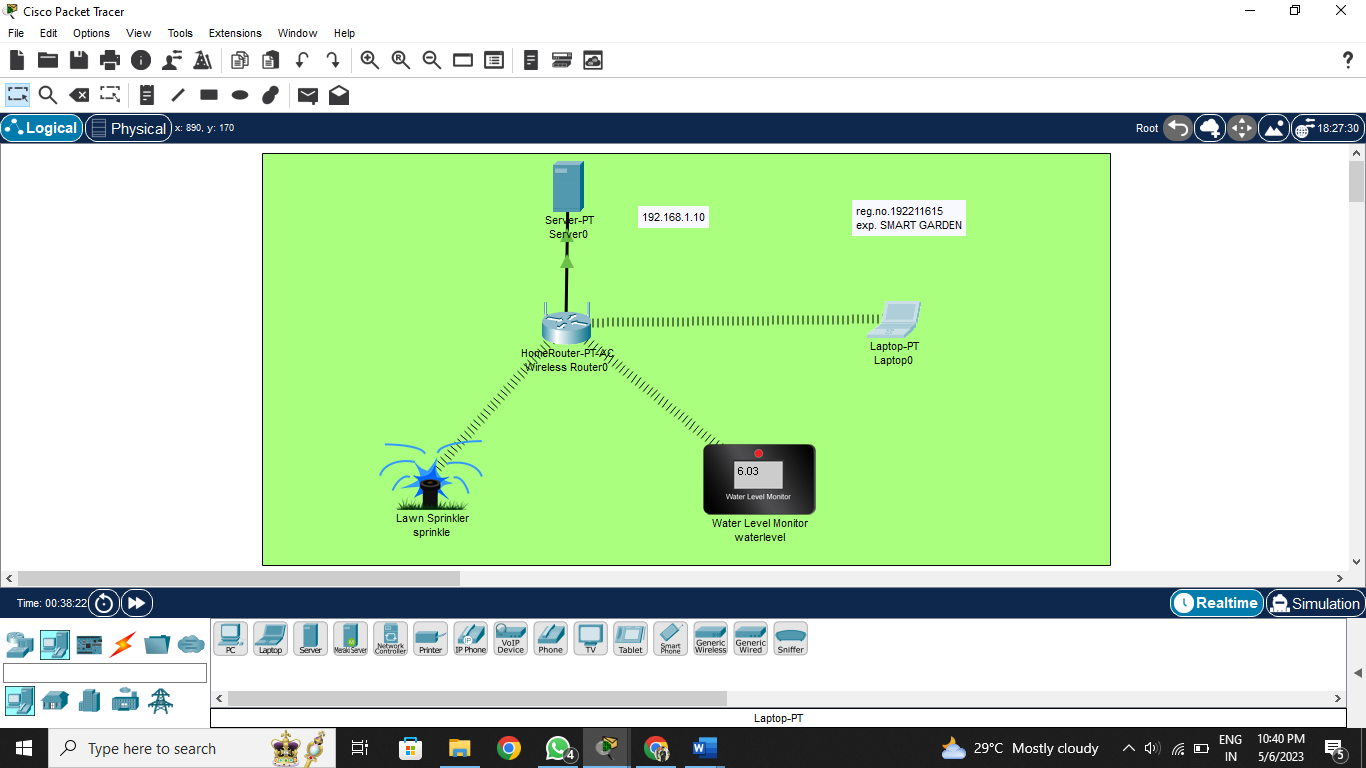 Cisco Packet Tracer
File Edit Options View Tools Extensions Window Help
Logical Physical x: 890, y: 170 Root 18:27:30
Server-PT
Server0
192.168.1.10
reg.no.192211615
exp. SMART GARDEN
HomeRouter-PT-AC
Wireless Router0
Laptop-PT
Laptop0
6.03
Water Level Monitor
Lawn Sprinkler
sprinkle
Water Level Monitor
waterlevel
Time: 00:38:22 Realtime Simulation
PC Laptop Server Meraki Server Network Controller Printer IP Phone VoIP Device Phone TV Tablet Smart Phone Generic Wireless Generic Wired Sniffer
Laptop-PT
Type here to search 4 29°C Mostly cloudy ENG IN 10:40 PM 5/6/2023 5